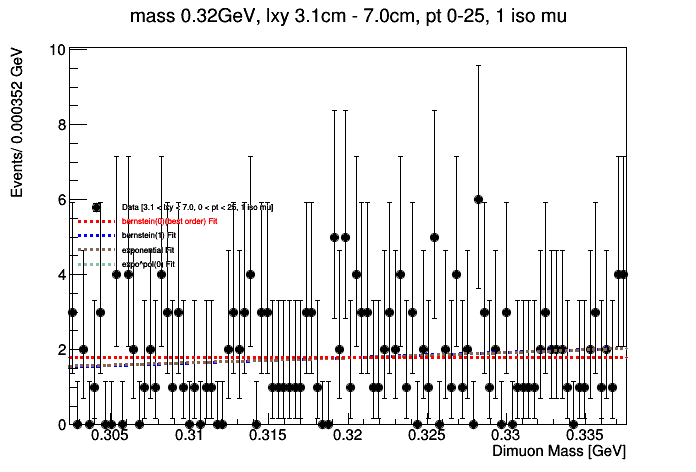 mass 0.32GeV, lxy 3.1cm - 7.0cm, pt 0-25, 1 iso mu
Events/ 0.000352 GeV
10
8
6
4
2
0
Data [3.1 < lxy < 7.0, 0 < pt < 25, 1 iso mu]
bernstein(0)(best order) Fit
bernstein(1) Fit
exponential Fit
expo*pol(0) Fit
0.305 0.31 0.315 0.32 0.325 0.33 0.335
Dimuon Mass [GeV]